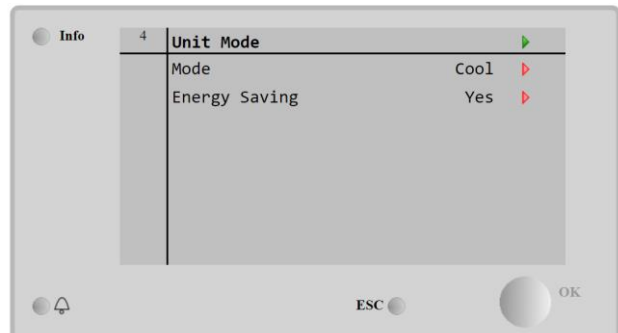 Info
4 Unit Mode
Mode Cool
Energy Saving Yes
ESC
OK